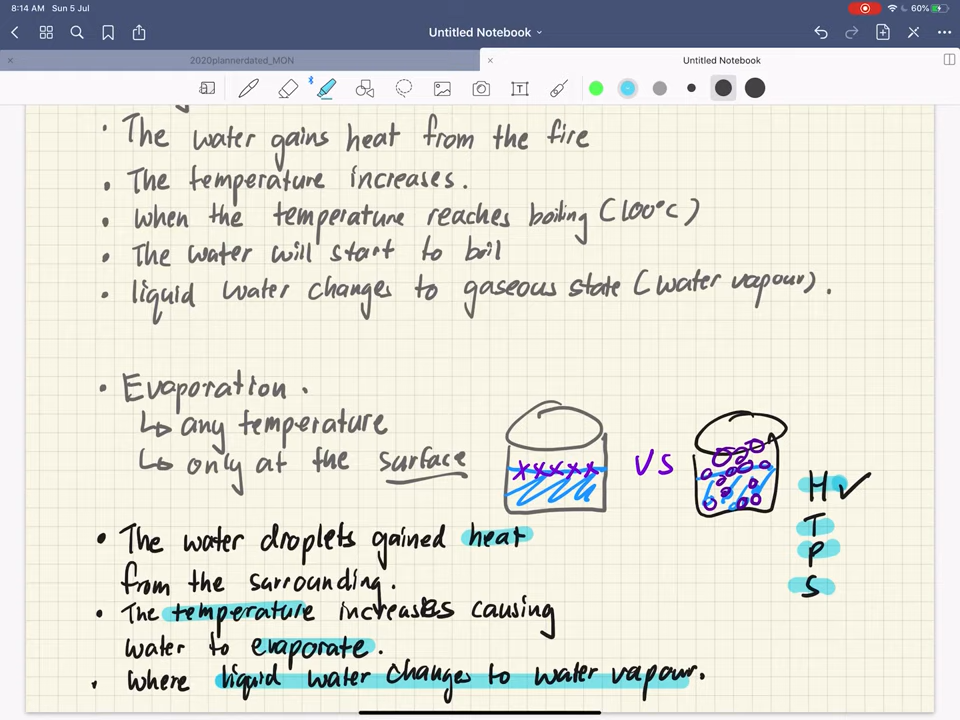 8:14 AM Sun 5 Jul
60%
Untitled Notebook
2020plannerdated_MON
Untitled Notebook
• The water gains heat from the fire
• The temperature increases.
• when the temperature reaches boiling (100°C)
• The water will start to boil
• liquid water changes to gaseous state (water vapour).
• Evaporation.
↳ any temperature
↳ only at the surface
VS
H ✓
T
P
S
• The water droplets gained heat
from the surrounding.
• The temperature increases causing
water to evaporate.
• Where liquid water changes to water vapour.